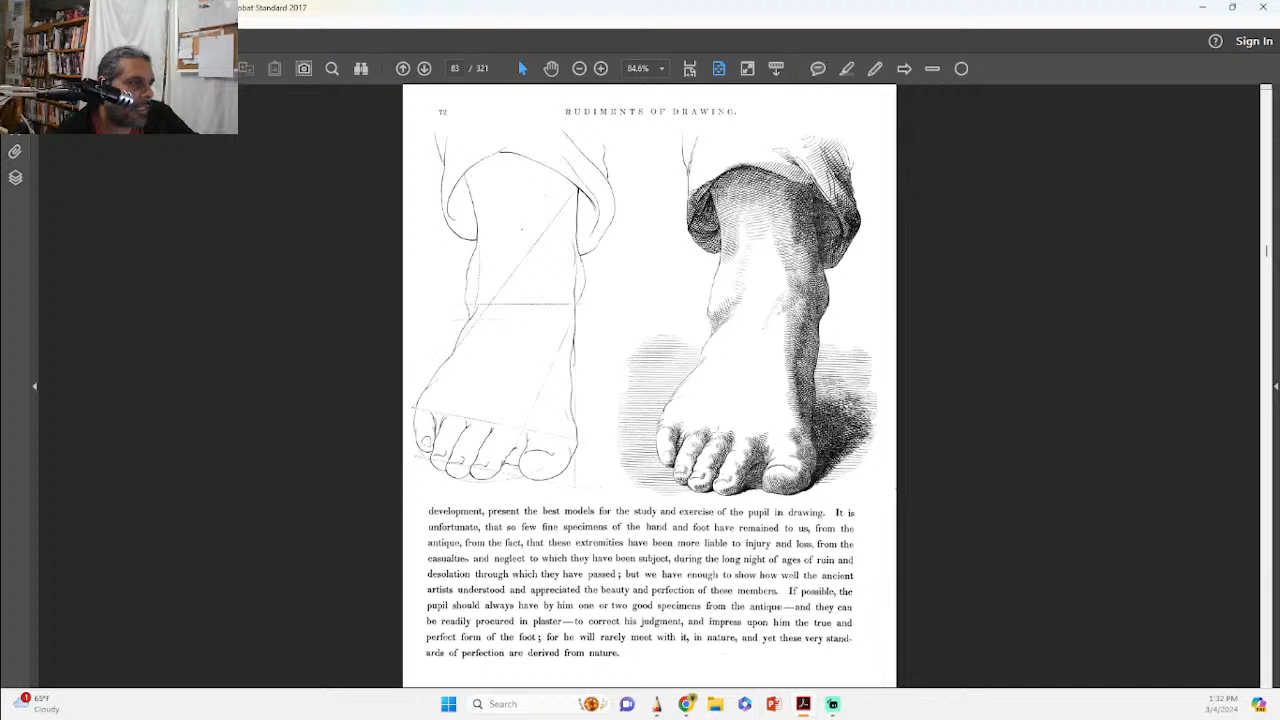 obat Standard 2017
Sign In
83 / 321
84.6%
72
RUDIMENTS OF DRAWING.
development, present the best models for the study and exercise of the pupil in drawing. It is
unfortunate, that so few fine specimens of the hand and foot have remained to us, from the
antique, from the fact, that these extremities have been more liable to injury and loss, from the
casualties and neglect to which they have been subject, during the long night of ages of ruin and
desolation through which they have passed; but we have enough to show how well the ancient
artists understood and appreciated the beauty and perfection of these members. If possible, the
pupil should always have by him one or two good specimens from the antique—and they can
be readily procured in plaster—to correct his judgment, and impress upon him the true and
perfect form of the foot; for he will rarely meet with it, in nature, and yet these very stand-
ards of perfection are derived from nature.
1
65°F
Cloudy
Search
1:32 PM
3/4/2024